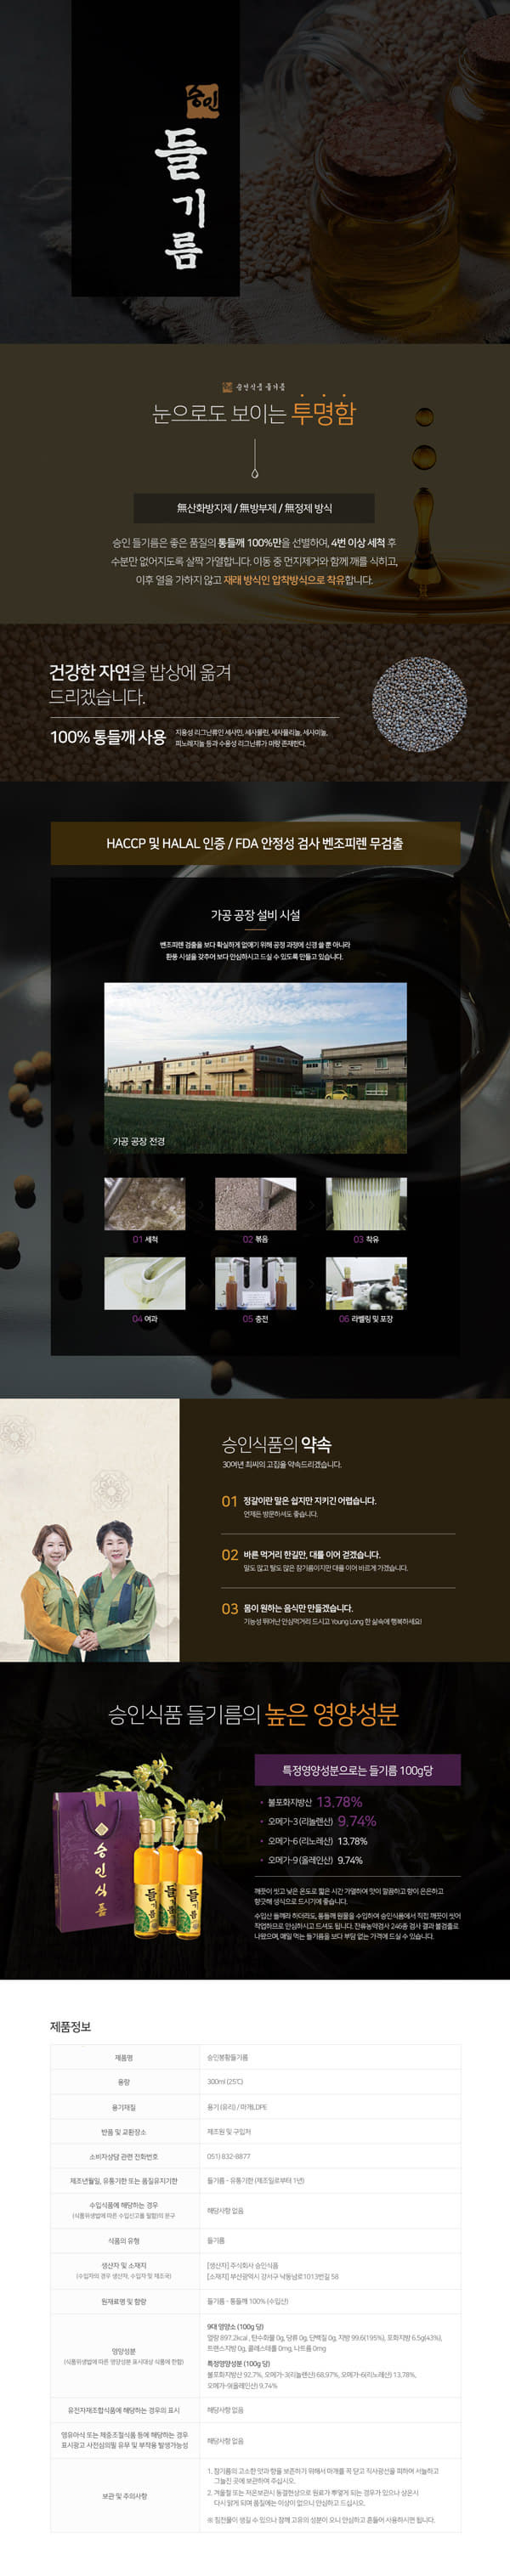 승인
들기름
승인식품 들기름
눈으로도 보이는 투명함
無산화방지제 / 無방부제 / 無정제 방식
승인 들기름은 좋은 품질의 통들깨 100%만을 선별하여, 4번 이상 세척 후
수분만 없어지도록 살짝 가열합니다. 이동 중 먼지제거와 함께 깨를 식히고,
이후 열을 가하지 않고 재래 방식인 압착방식으로 착유합니다.
건강한 자연을 밥상에 옮겨
드리겠습니다.
100% 통들깨 사용
지용성 리그난류인 세사민, 세사몰린, 세사몰리놀, 세사미놀,
피노레지놀 등과 수용성 리그난류가 미량 존재한다.
HACCP 및 HALAL 인증 / FDA 안정성 검사 벤조피렌 무검출
가공 공장 설비 시설
벤조피렌 검출을 보다 확실하게 없애기 위해 공정 과정에 신경 쓸 뿐 아니라
환풍 시설을 갖추어 보다 안심하시고 드실 수 있도록 만들고 있습니다.
가공 공장 전경
01 세척
02 볶음
03 착유
04 여과
05 충전
06 라벨링 및 포장
승인식품의 약속
30여년 최씨의 고집을 약속드리겠습니다.
01 정갈이란 말은 쉽지만 지키긴 어렵습니다.
언제든 방문하셔도 좋습니다.
02 바른 먹거리 한길만, 대를 이어 걷겠습니다.
말도 많고 탈도 많은 참기름이지만 대를 이어 바르게 가겠습니다.
03 몸이 원하는 음식만 만들겠습니다.
기능성 뛰어난 안심먹거리 드시고 Young Long 한 삶속에 행복하세요!
승인식품 들기름의 높은 영양성분
승인식품
들기름
특정영양성분으로는 들기름 100g당
불포화지방산 13.78%
오메가-3 (리놀렌산) 9.74%
오메가-6 (리노레산) 13.78%
오메가-9 (올레인산) 9.74%
깨끗이 씻고 낮은 온도로 짧은 시간 가열하여 맛이 깔끔하고 향이 은은하고
향긋해 생식으로 드시기에 좋습니다.
수입산 들깨라 하더라도, 통들깨 원물을 수입하여 승인식품에서 직접 깨끗이 씻어
작업하므로 안심하시고 드셔도 됩니다. 잔류농약검사 246종 검사 결과 불검출로
나왔으며, 매일 먹는 들기름을 보다 부담 없는 가격에 드실 수 있습니다.
제품정보
제품명 승인봉황들기름
용량 300ml (25℃)
용기재질 용기 (유리) / 마개LDPE
반품 및 교환장소 제조원 및 구입처
소비자상담 관련 전화번호 051) 832-8877
제조년월일, 유통기한 또는 품질유지기한 들기름 - 유통기한 (제조일로부터 1년)
수입식품에 해당하는 경우
(식품위생법에 따른 수입신고를 필함)의 문구 해당사항 없음
식품의 유형 들기름
생산자 및 소재지
(수입자의 경우 생산자, 수입자 및 제조국)
[생산자] 주식회사 승인식품
[소재지] 부산광역시 강서구 낙동남로1013번길 58
원재료명 및 함량 들기름 - 통들깨 100% (수입산)
영양성분
(식품위생법에 따른 영양성분 표시대상 식품에 한함)
9대 영양소 (100g 당)
열량 897.2kcal , 탄수화물 0g, 당류 0g, 단백질 0g, 지방 99.6(195%), 포화지방 6.5g(43%),
트랜스지방 0g, 콜레스테롤 0mg, 나트륨 0mg
특정영양성분 (100g 당)
불포화지방산 92.7%, 오메가-3(리놀렌산) 68.97%, 오메가-6(리노레산) 13.78%,
오메가-9(올레인산) 9.74%
유전자재조합식품에 해당하는 경우의 표시 해당사항 없음
영유아식 또는 체중조절식품 등에 해당하는 경우
표시광고 사전심의필 유무 및 부작용 발생가능성 해당사항 없음
보관 및 주의사항
1. 참기름의 고소한 맛과 향을 보존하기 위해서 마개를 꼭 닫고 직사광선을 피하여 서늘하고
그늘진 곳에 보관하여 주십시오.
2. 겨울철 또는 저온보관시 동결현상으로 원료가 뿌옇게 되는 경우가 있으나 상온서
다시 맑게 되며 품질에는 이상이 없으니 안심하고 드십시오.
※ 침전물이 생길 수 있으나 참깨 고유의 성분이 오니 안심하고 흔들어 사용하시면 됩니다.